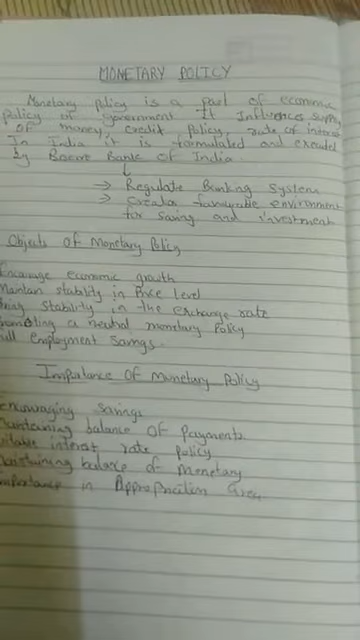 MONETARY POLICY
Monetary Policy is a part of economic
policy of Government It Influences supply
of money, credit policy, rate of interest
In India it is formulated and executed
by Reserve Bank of India
→ Regulate Banking System
→ Creates favourable environment
for saving and investment
Objects of Monetary Policy
Encourage economic growth
Maintain stability in Price Level
stability in the exchange rate
a neutral monetary Policy
Full employment Savings
Importance of Monetary Policy
encouraging savings
maintaining balance of Payments
interest rate policy
maintaining balance of monetary
importance in